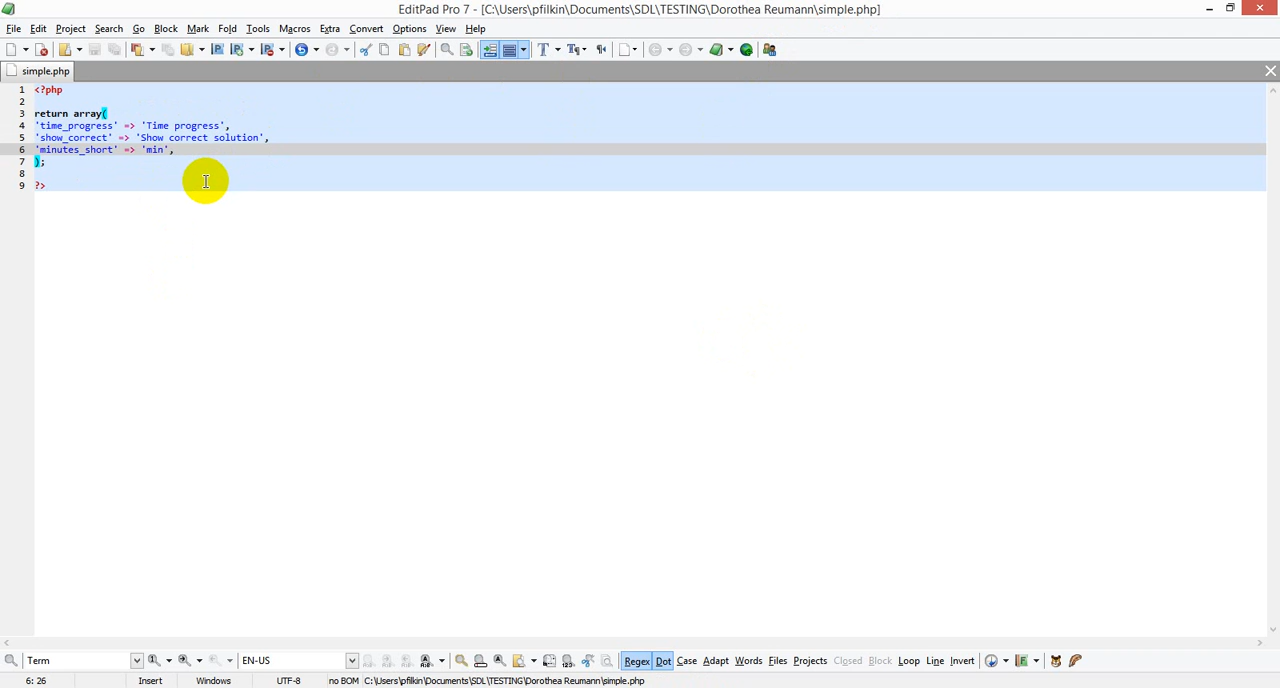 EditPad Pro 7 - [C:\Users\pfilkin\Documents\SDL\TESTING\Dorothea Reumann\simple.php]
File Edit Project Search Go Block Mark Fold Tools Macros Extra Convert Options View Help
simple.php
1 <?php
2
3 return array(
4 'time_progress' => 'Time progress',
5 'show_correct' => 'Show correct solution',
6 'minutes_short' => 'min',
7 );
8
9 ?>
Term EN-US Regex Dot Case Adapt Words Files Projects Closed Block Loop Line Invert
6: 26 Insert Windows UTF-8 no BOM C:\Users\pfilkin\Documents\SDL\TESTING\Dorothea Reumann\simple.php